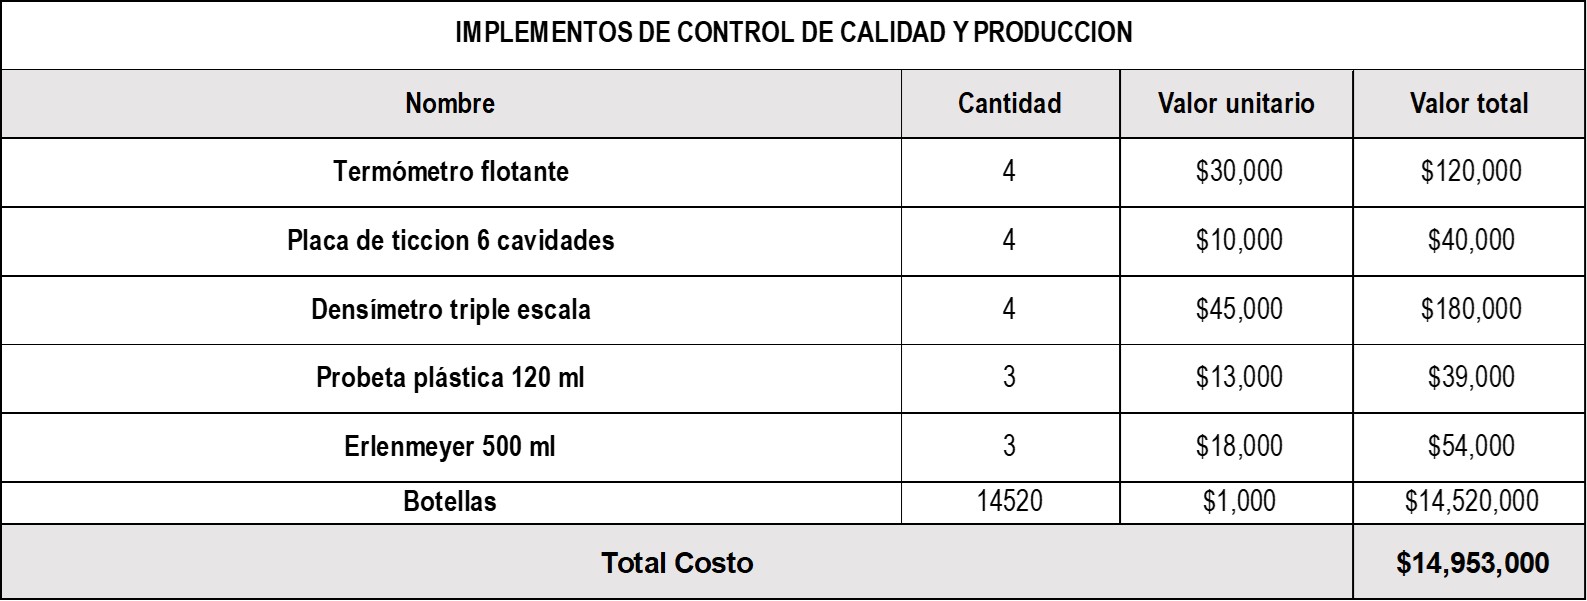 IMPLEMENTOS DE CONTROL DE CALIDAD Y PRODUCCION
Nombre Cantidad Valor unitario Valor total
Termómetro flotante 4 $30,000 $120,000
Placa de ticcion 6 cavidades 4 $10,000 $40,000
Densímetro triple escala 4 $45,000 $180,000
Probeta plástica 120 ml 3 $13,000 $39,000
Erlenmeyer 500 ml 3 $18,000 $54,000
Botellas 14520 $1,000 $14,520,000
Total Costo $14,953,000